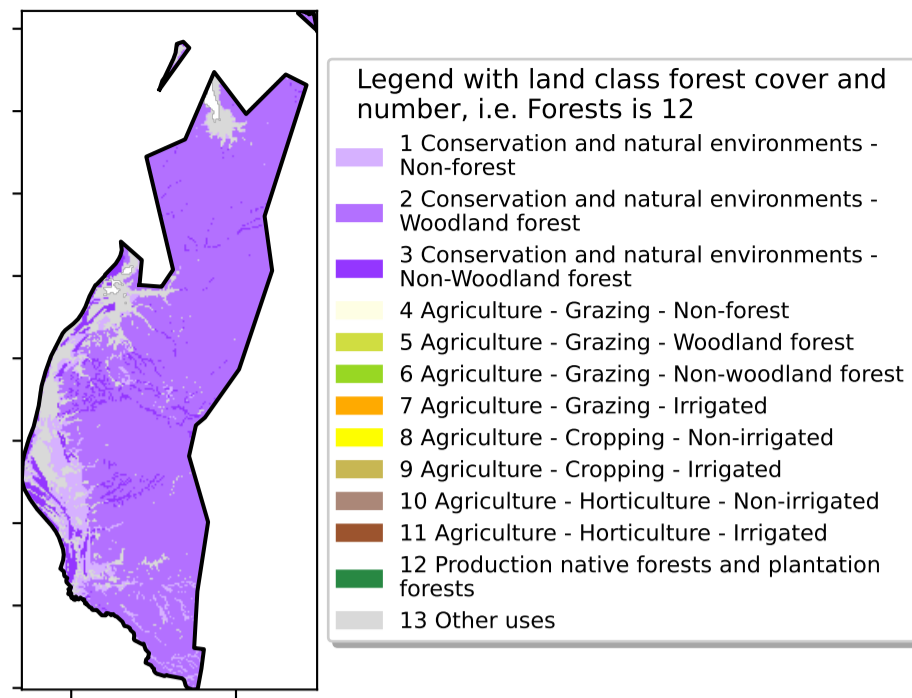 Legend with land class forest cover and
number, i.e. Forests is 12
1 Conservation and natural environments -
Non-forest
2 Conservation and natural environments -
Woodland forest
3 Conservation and natural environments -
Non-Woodland forest
4 Agriculture - Grazing - Non-forest
5 Agriculture - Grazing - Woodland forest
6 Agriculture - Grazing - Non-woodland forest
7 Agriculture - Grazing - Irrigated
8 Agriculture - Cropping - Non-irrigated
9 Agriculture - Cropping - Irrigated
10 Agriculture - Horticulture - Non-irrigated
11 Agriculture - Horticulture - Irrigated
12 Production native forests and plantation
forests
13 Other uses